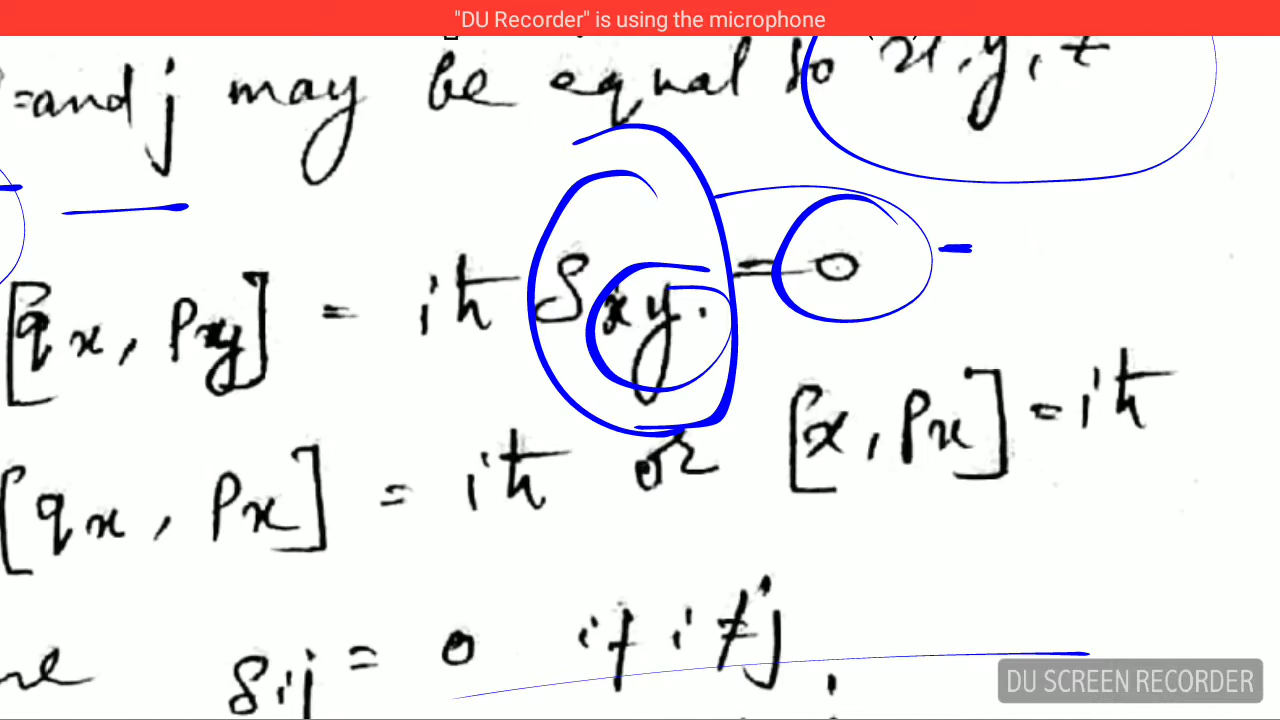 "DU Recorder" is using the microphone
=and j may be equal to x, y, z
[qx, Pxy] = iħ δxy. = 0
[qx, Px] = iħ or [x, Px] = iħ
δij = 0 if i ≠ j
DU SCREEN RECORDER